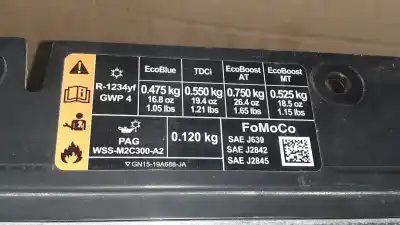 R-1234yf
GWP 4
EcoBlue
0.475 kg
16.8 oz
1.05 lbs
TDCi
0.550 kg
19.4 oz
1.21 lbs
EcoBoost
AT
0.750 kg
26.4 oz
1.65 lbs
EcoBoost
MT
0.525 kg
18.5 oz
1.15 lbs
PAG
WSS-M2C300-A2
0.120 kg
FoMoCo
SAE J639
SAE J2842
SAE J2845
GN15-19A688-JA